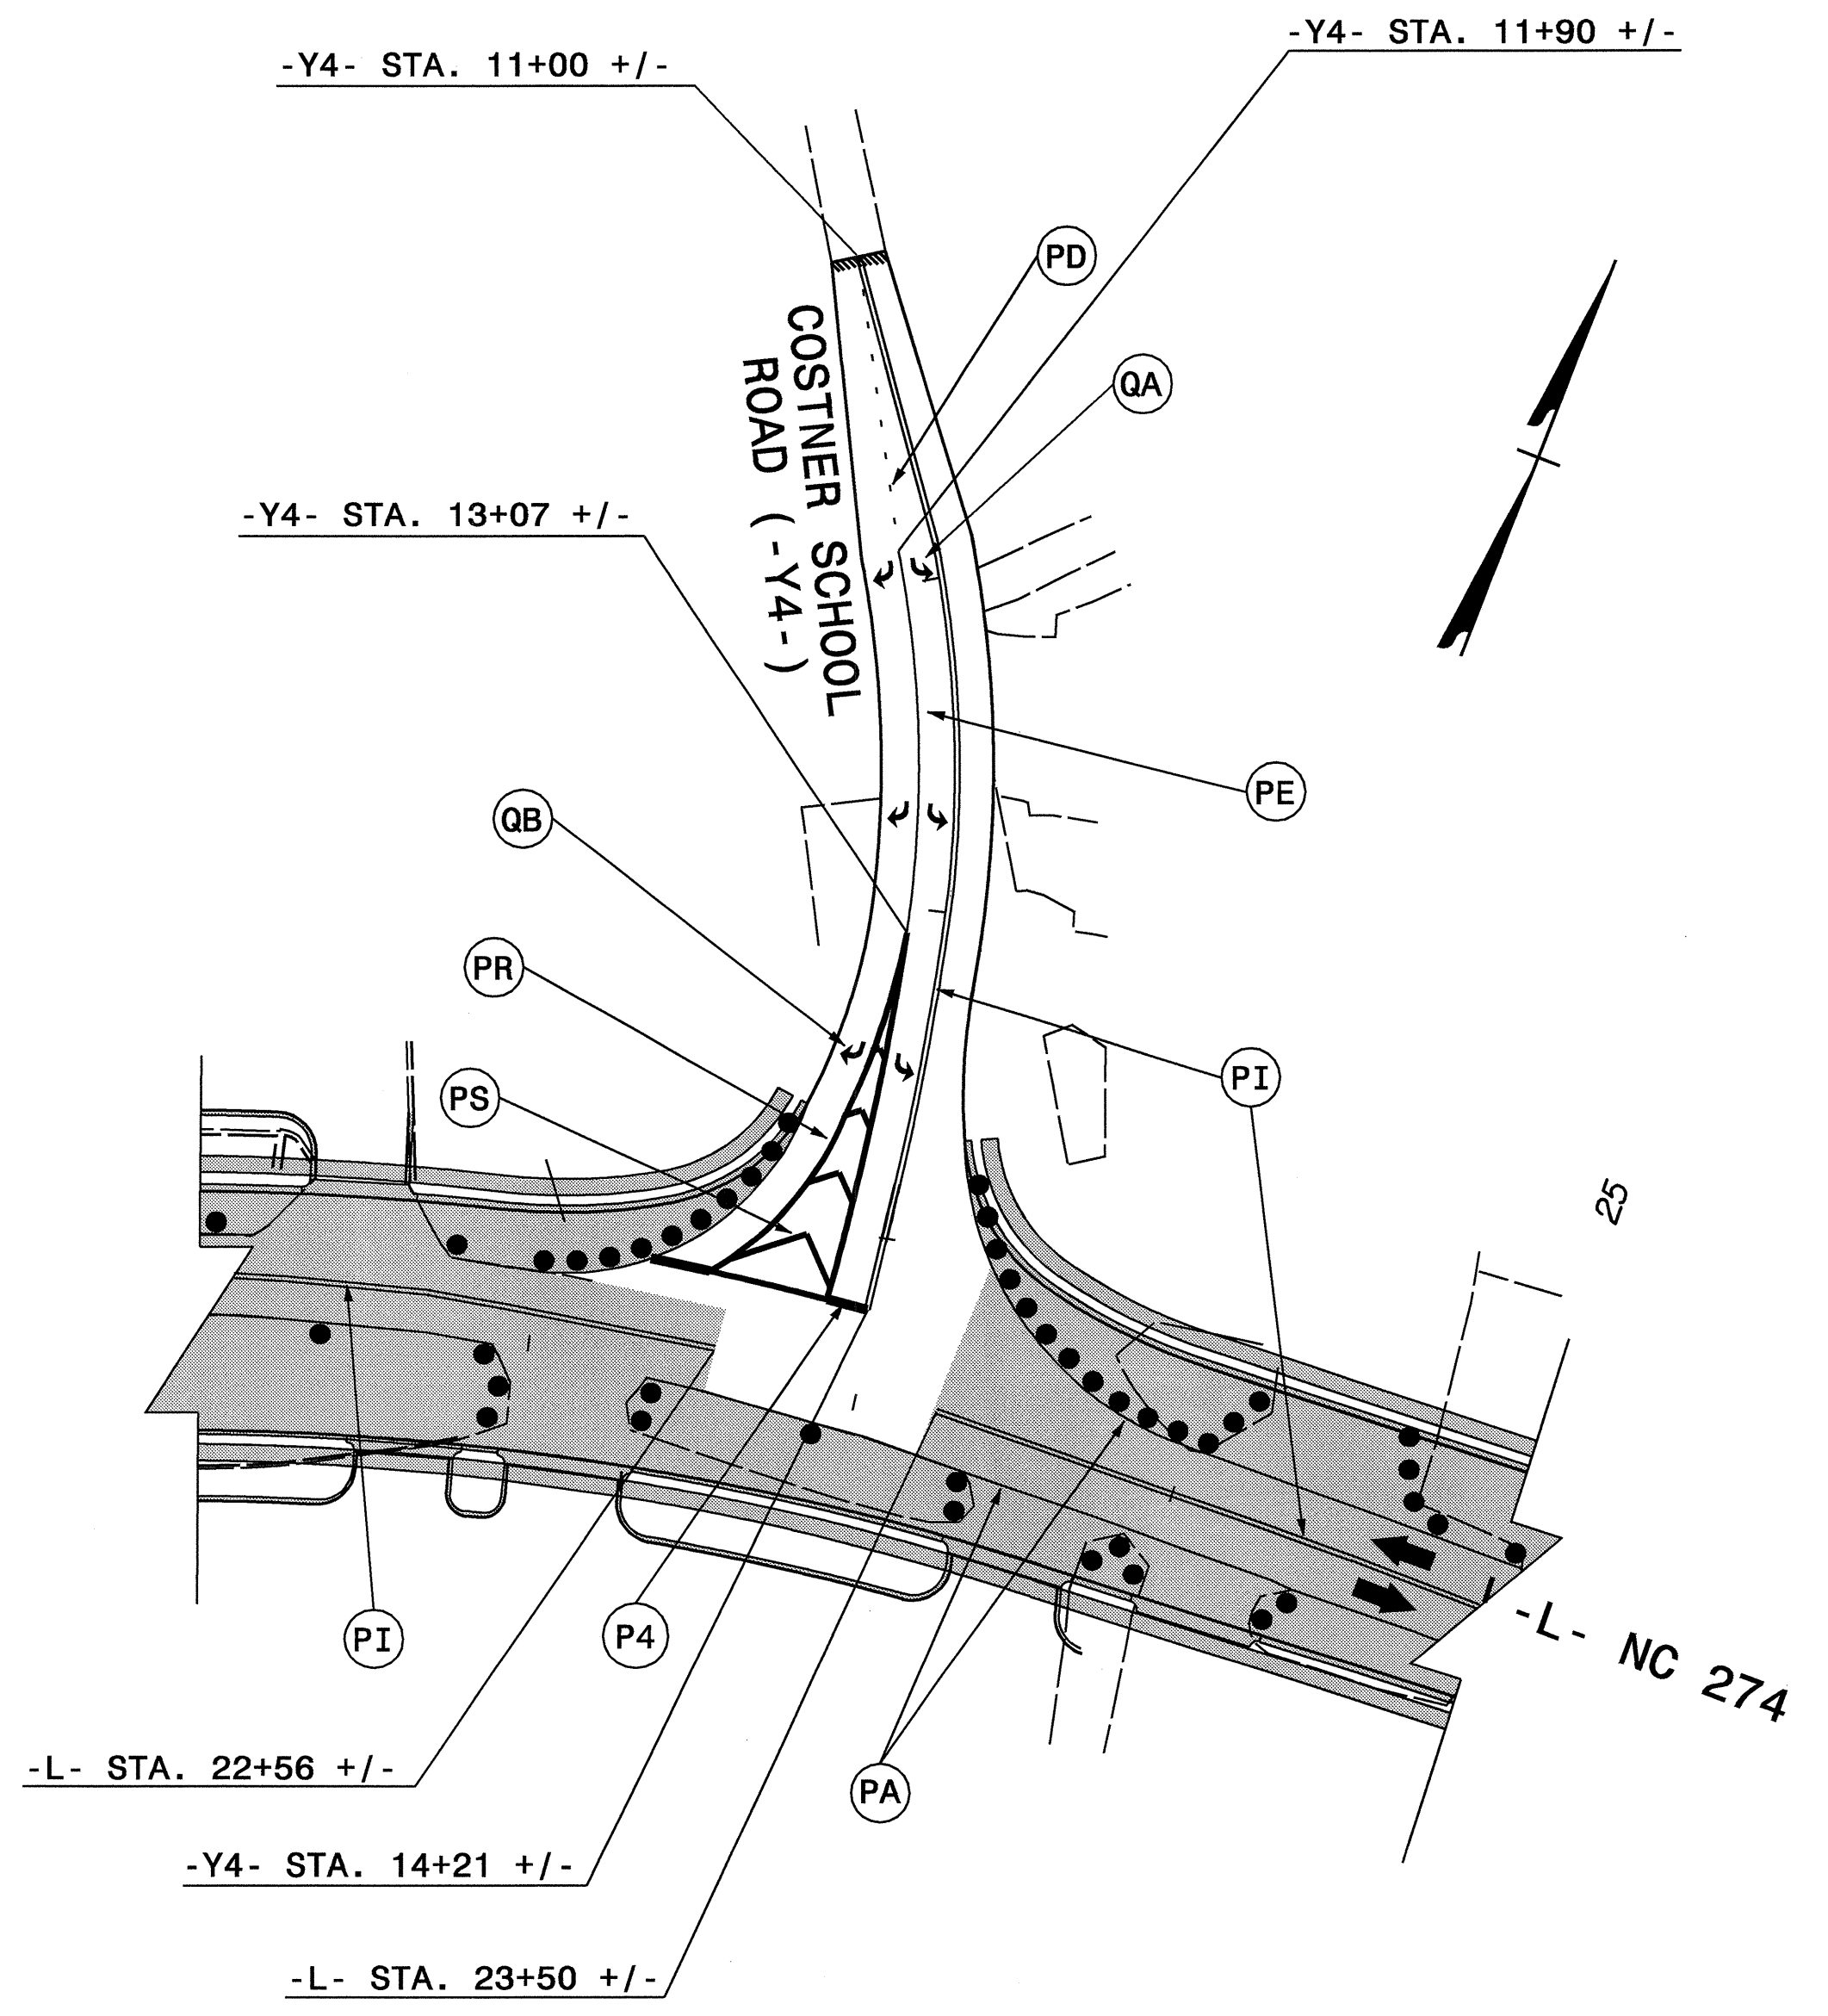 -Y4- STA. 11+90 +/-
-Y4- STA. 11+00 +/-
PD
QA
COSTNER SCHOOL
ROAD (-Y4-)
-Y4- STA. 13+07 +/-
PE
QB
PR
PI
PS
25
PI
P4
-L- NC 274
-L- STA. 22+56 +/-
PA
-Y4- STA. 14+21 +/-
-L- STA. 23+50 +/-